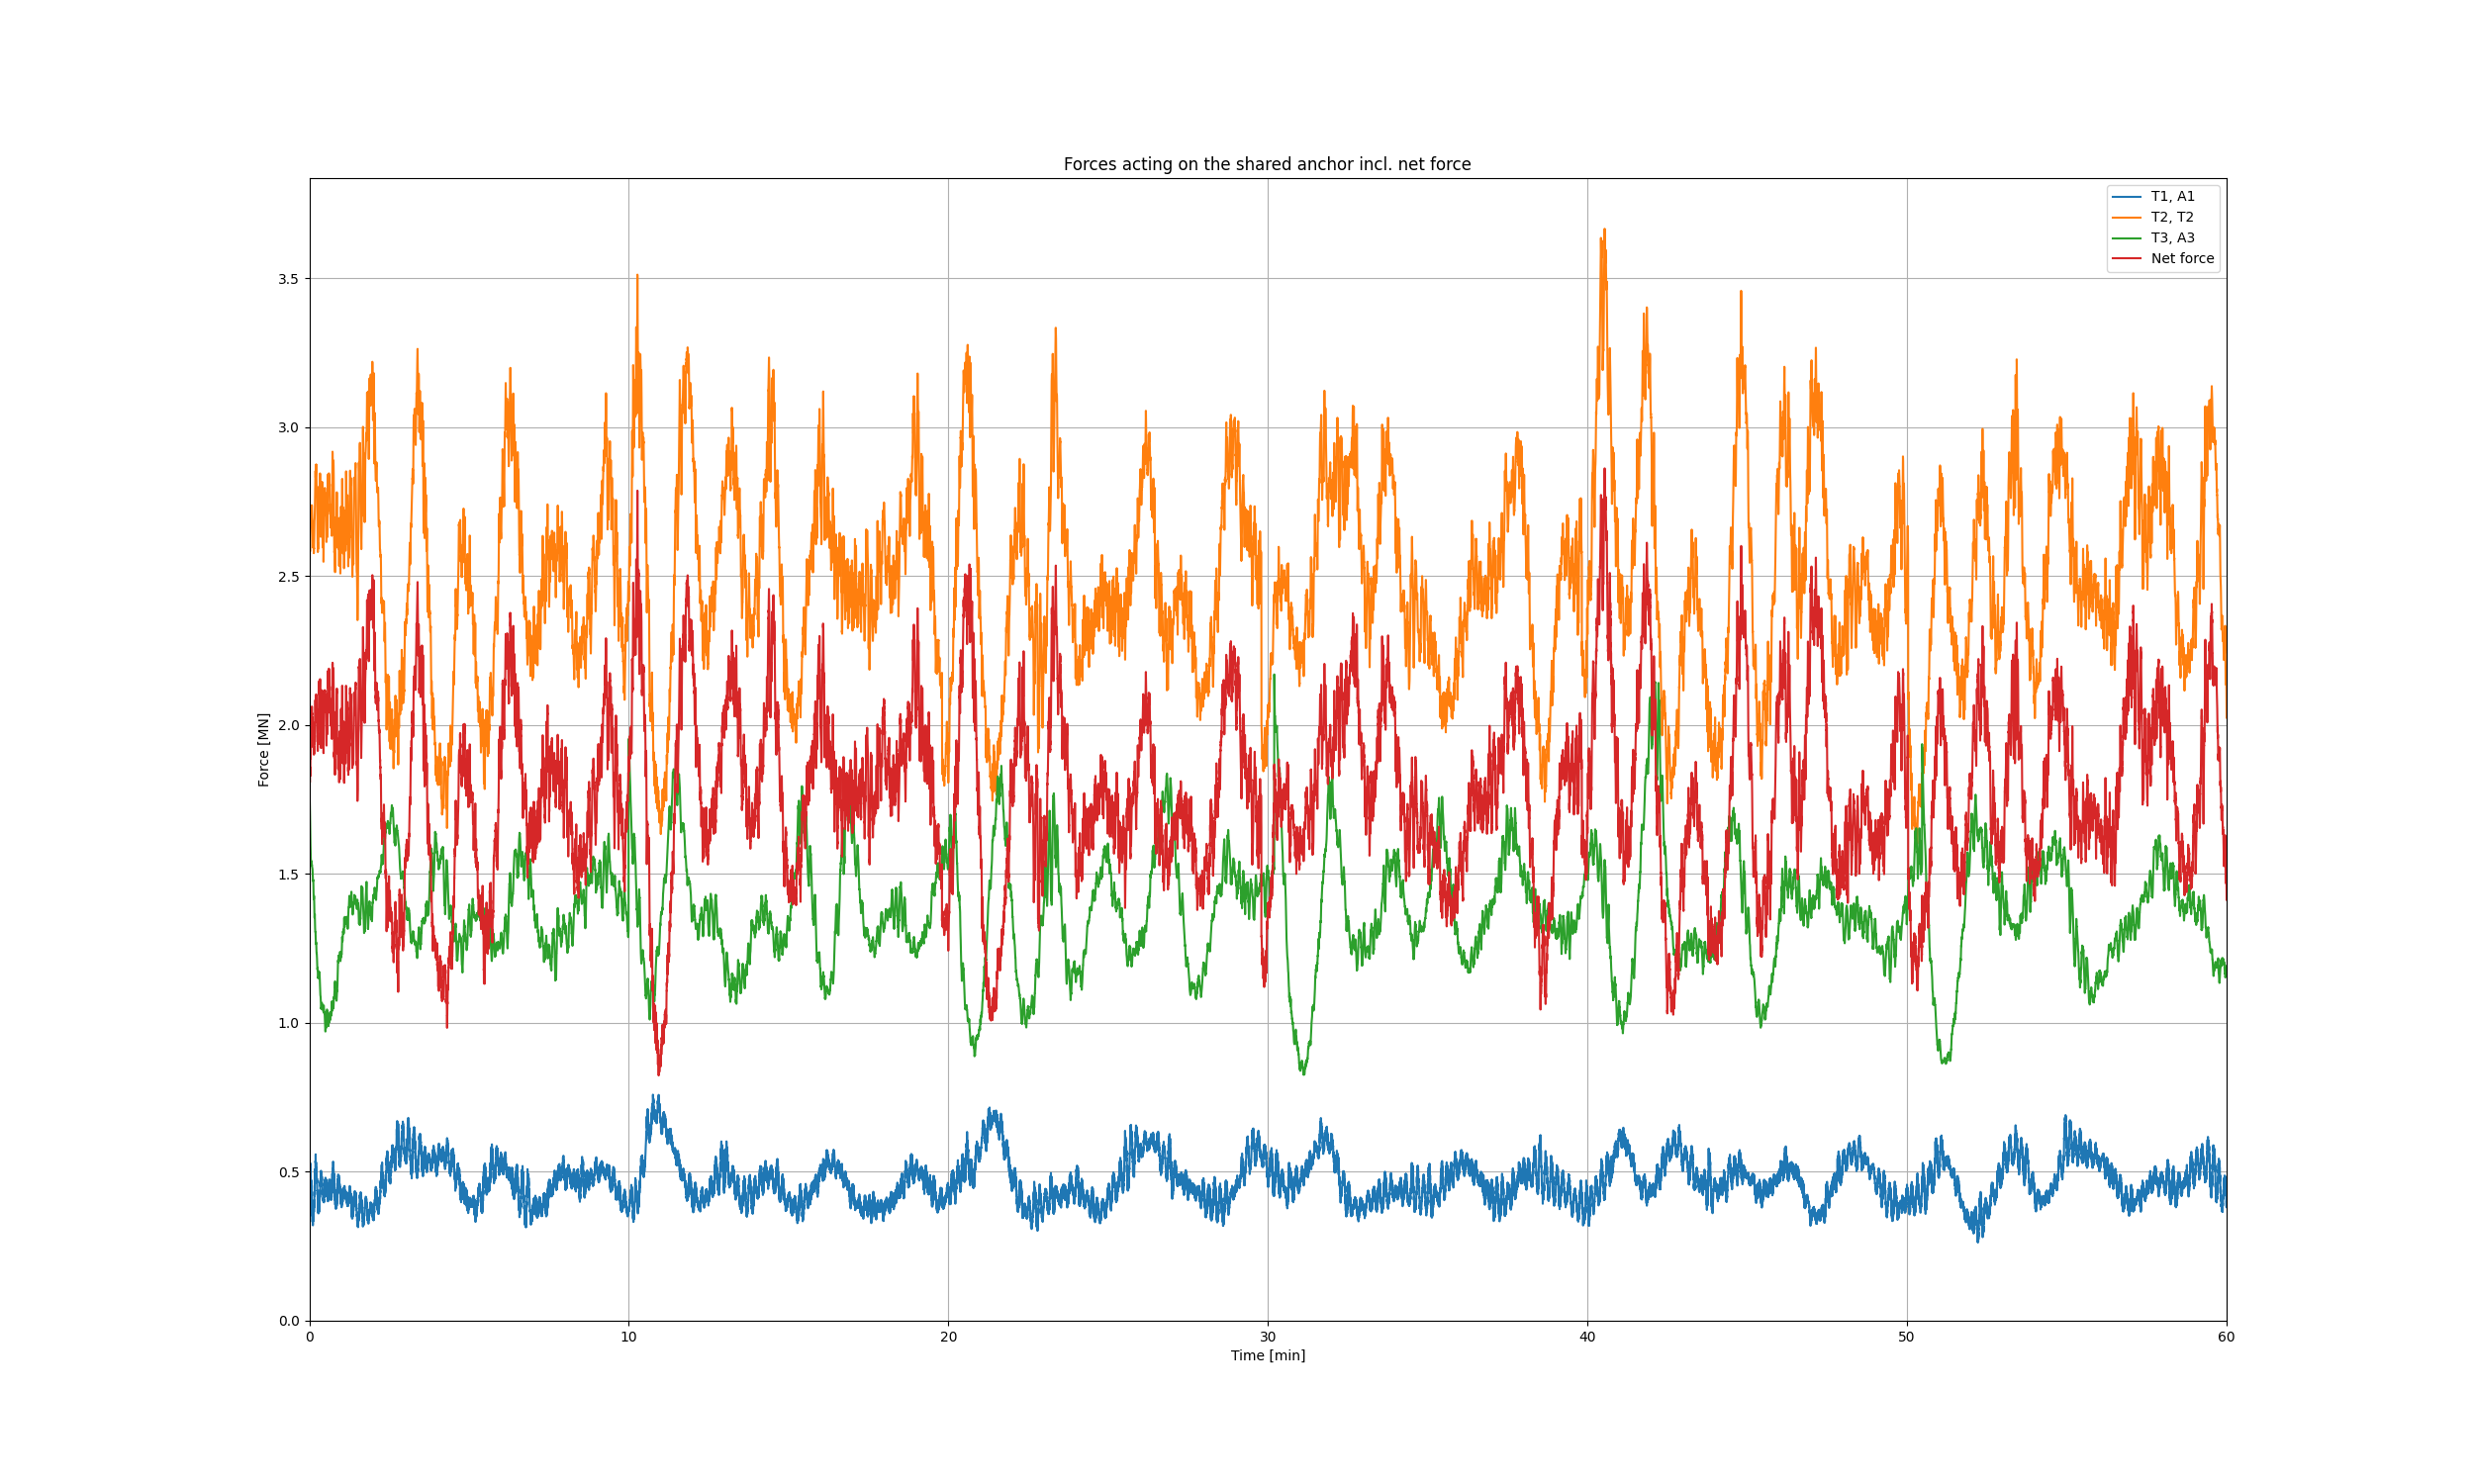 Forces acting on the shared anchor incl. net force
T1, A1
T2, T2
T3, A3
Net force
Force [MN]
3.5
3.0
2.5
2.0
1.5
1.0
0.5
0.0
0 10 20 30 40 50 60
Time [min]